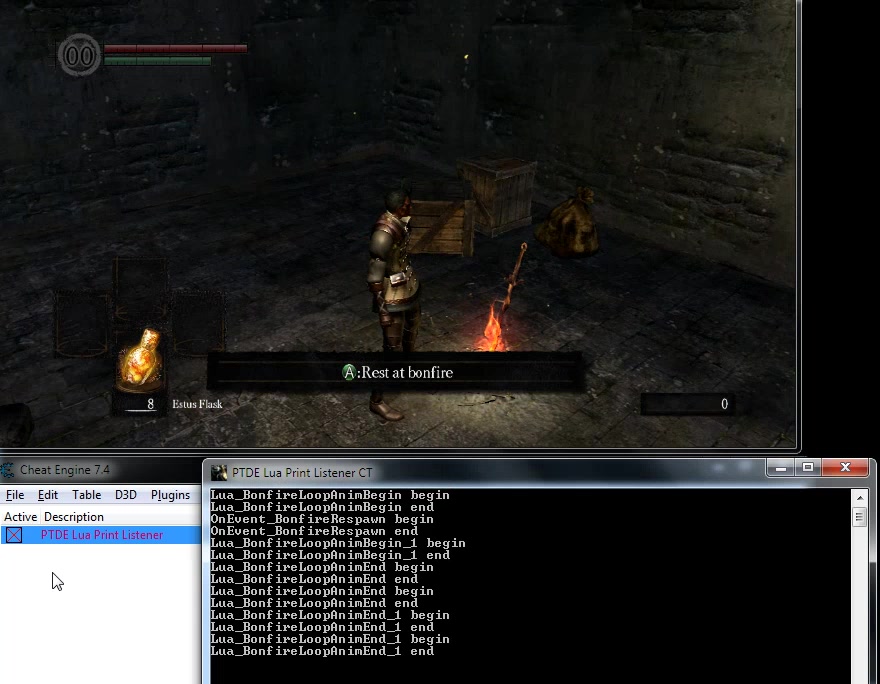 00
A:Rest at bonfire
8 Estus Flask
0
Cheat Engine 7.4
File Edit Table D3D Plugins
Active Description
PTDE Lua Print Listener
PTDE Lua Print Listener CT
Lua_BonfireLoopAnimBegin begin
Lua_BonfireLoopAnimBegin end
OnEvent_BonfireRespawn begin
OnEvent_BonfireRespawn end
Lua_BonfireLoopAnimBegin_1 begin
Lua_BonfireLoopAnimBegin_1 end
Lua_BonfireLoopAnimEnd begin
Lua_BonfireLoopAnimEnd end
Lua_BonfireLoopAnimEnd begin
Lua_BonfireLoopAnimEnd end
Lua_BonfireLoopAnimEnd_1 begin
Lua_BonfireLoopAnimEnd_1 end
Lua_BonfireLoopAnimEnd_1 begin
Lua_BonfireLoopAnimEnd_1 end